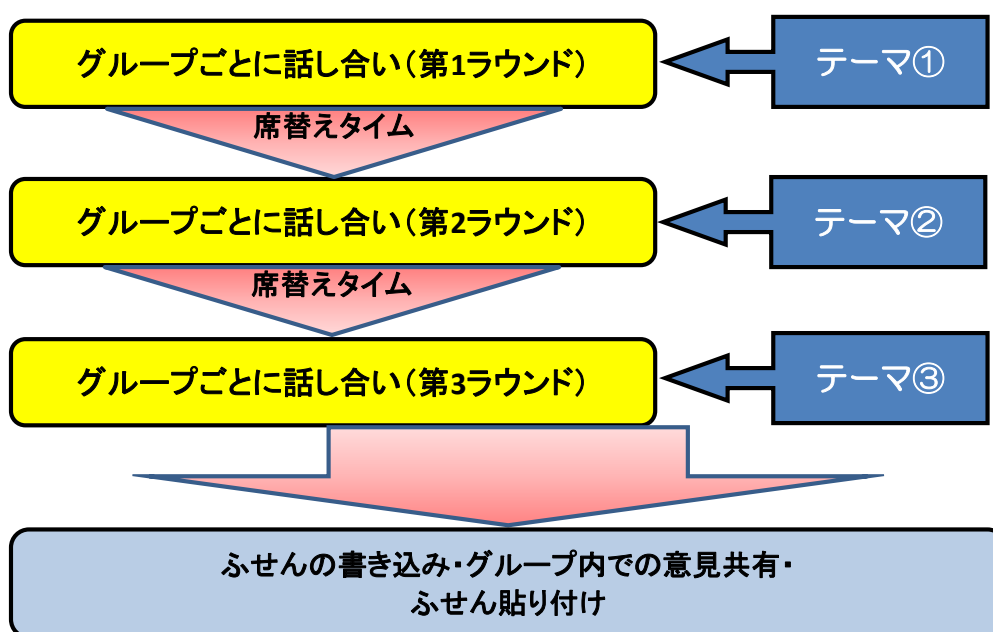 グループごとに話し合い（第1ラウンド）
テーマ①
席替えタイム
グループごとに話し合い（第2ラウンド）
テーマ②
席替えタイム
グループごとに話し合い（第3ラウンド）
テーマ③
ふせんの書き込み・グループ内での意見共有・
ふせん貼り付け